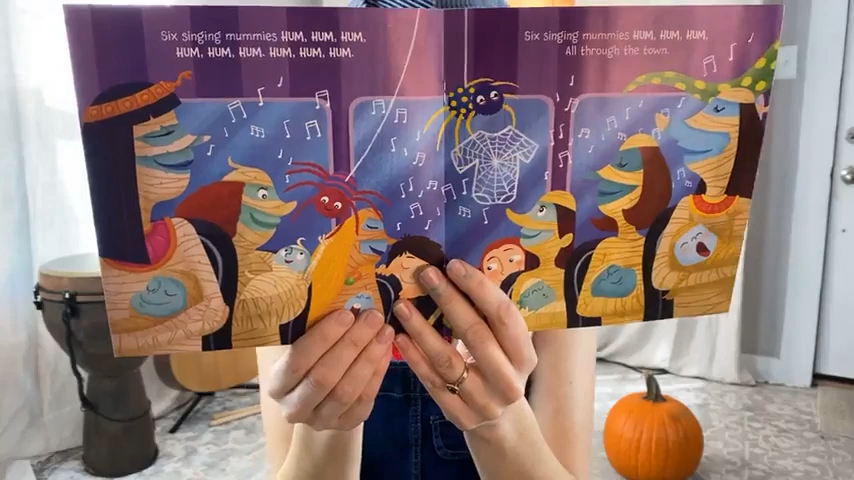 Six singing mummies HUM, HUM, HUM,
HUM, HUM, HUM. HUM, HUM, HUM.
Six singing mummies HUM, HUM, HUM,
All through the town.